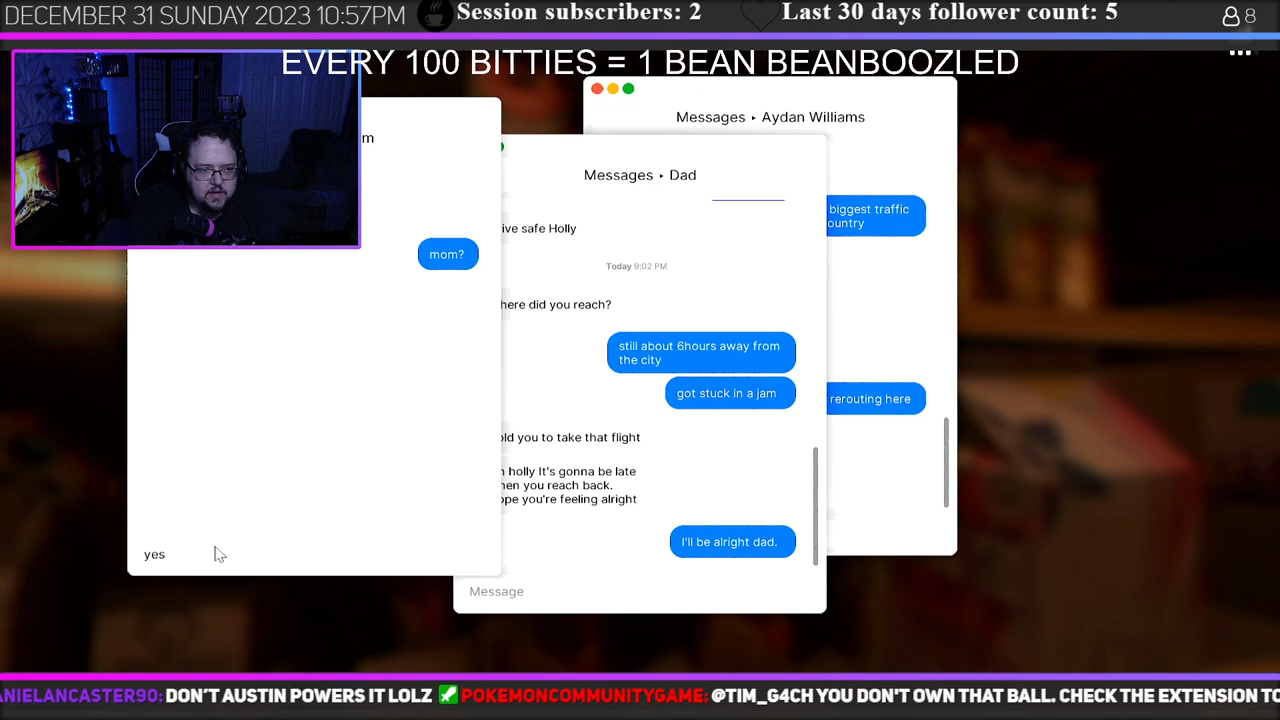 DECEMBER 31 SUNDAY 2023 10:57PM
Session subscribers: 2
Last 30 days follower count: 5
8
EVERY 100 BITTIES = 1 BEAN BEANBOOZLED
Messages ▸ Aydan Williams
biggest traffic
ountry
rerouting here
m
mom?
yes
Messages ▸ Dad
ive safe Holly
Today 9:02 PM
here did you reach?
still about 6hours away from
the city
got stuck in a jam
old you to take that flight
holly It's gonna be late
hen you reach back.
ope you're feeling alright
I'll be alright dad.
Message
ANIELANCASTER90: DON'T AUSTIN POWERS IT LOLZ POKEMONCOMMUNITYGAME: @TIM_G4CH YOU DON'T OWN THAT BALL. CHECK THE EXTENSION TO